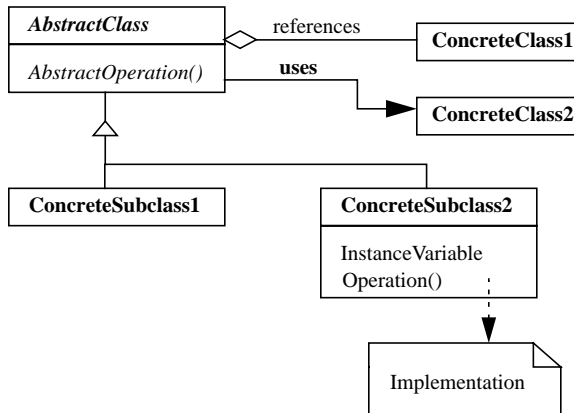 AbstractClass
references
ConcreteClass1
AbstractOperation()
uses
ConcreteClass2
ConcreteSubclass1
ConcreteSubclass2
InstanceVariable
Operation()
Implementation